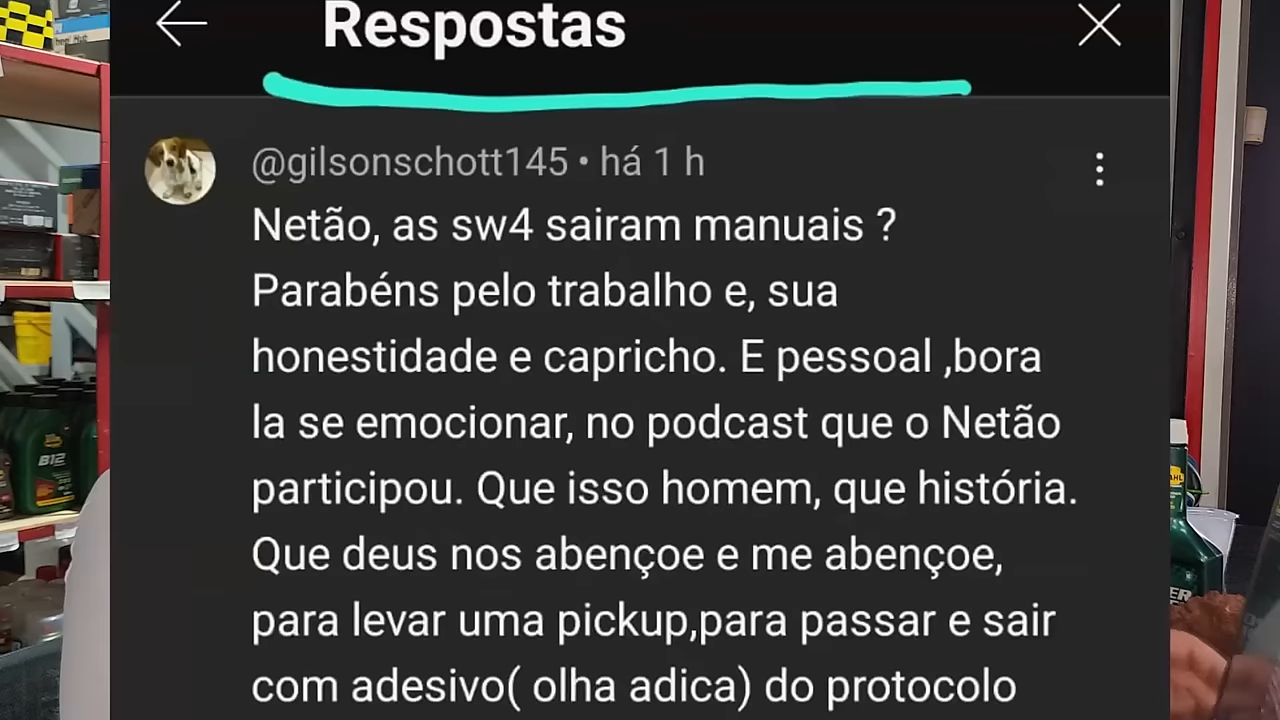 Respostas
@gilsonschott145 • há 1 h
Netão, as sw4 sairam manuais ?
Parabéns pelo trabalho e, sua
honestidade e capricho. E pessoal ,bora
la se emocionar, no podcast que o Netão
participou. Que isso homem, que história.
Que deus nos abençoe e me abençoe,
para levar uma pickup,para passar e sair
com adesivo( olha adica) do protocolo
B12